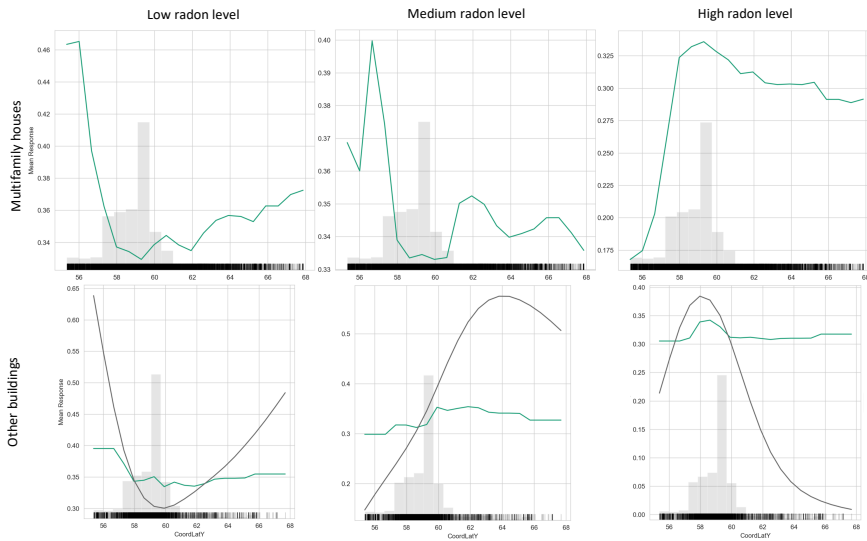 Low radon level
Medium radon level
High radon level
Multifamily houses
Mean Response
0.46
0.44
0.42
0.40
0.38
0.36
0.34
56 58 60 62 64 66 68
0.40
0.39
0.38
0.37
0.36
0.35
0.34
0.33
56 58 60 62 64 66 68
0.325
0.300
0.275
0.250
0.225
0.200
0.175
56 58 60 62 64 66 68
Other buildings
Mean Response
0.65
0.60
0.55
0.50
0.45
0.40
0.35
0.30
56 58 60 62 64 66 68
CoordLatY
0.5
0.4
0.3
0.2
56 58 60 62 64 66 68
CoordLatY
0.40
0.35
0.30
0.25
0.20
0.15
0.10
0.05
0.00
56 58 60 62 64 66 68
CoordLatY